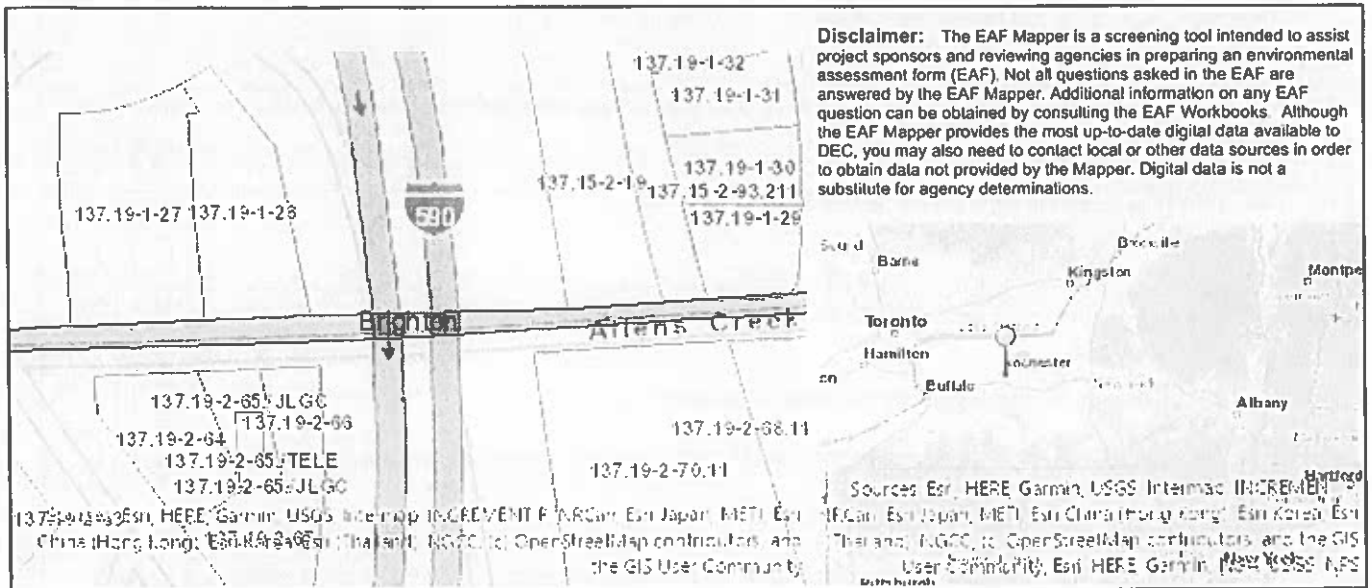 Disclaimer: The EAF Mapper is a screening tool intended to assist
project sponsors and reviewing agencies in preparing an environmental
assessment form (EAF). Not all questions asked in the EAF are
answered by the EAF Mapper. Additional information on any EAF
question can be obtained by consulting the EAF Workbooks. Although
the EAF Mapper provides the most up-to-date digital data available to
DEC, you may also need to contact local or other data sources in order
to obtain data not provided by the Mapper. Digital data is not a
substitute for agency determinations.
137.19-1-32
137.19-1-31
137.19-1-30
137.15-2-19
137.15-2-93.211
137.19-1-29
137.19-1-27
137.19-1-28
590
Brighton
Allens Creek
137.19-2-65./JLGC
137.19-2-66
137.19-2-64
137.19-2-65./TELE
137.19-2-65./JLGC
137.19-2-68.11
137.19-2-70.11
Esri, HERE, Garmin, USGS, Intermap, INCREMENT P, NRCan, Esri Japan, METI, Esri
China (Hong Kong), Esri Korea, Esri (Thailand), NGCC, (c) OpenStreetMap contributors, and
the GIS User Community
Barrie
Brockville
Kingston
Toronto
Hamilton
Rochester
Buffalo
Albany
Hartford
Sources: Esri, HERE, Garmin, USGS, Intermap, INCREMENT
NRCan, Esri Japan, METI, Esri China (Hong Kong), Esri Korea, Esri
(Thailand), NGCC, (c) OpenStreetMap contributors, and the GIS
User Community, Esri, HERE, Garmin,
New York